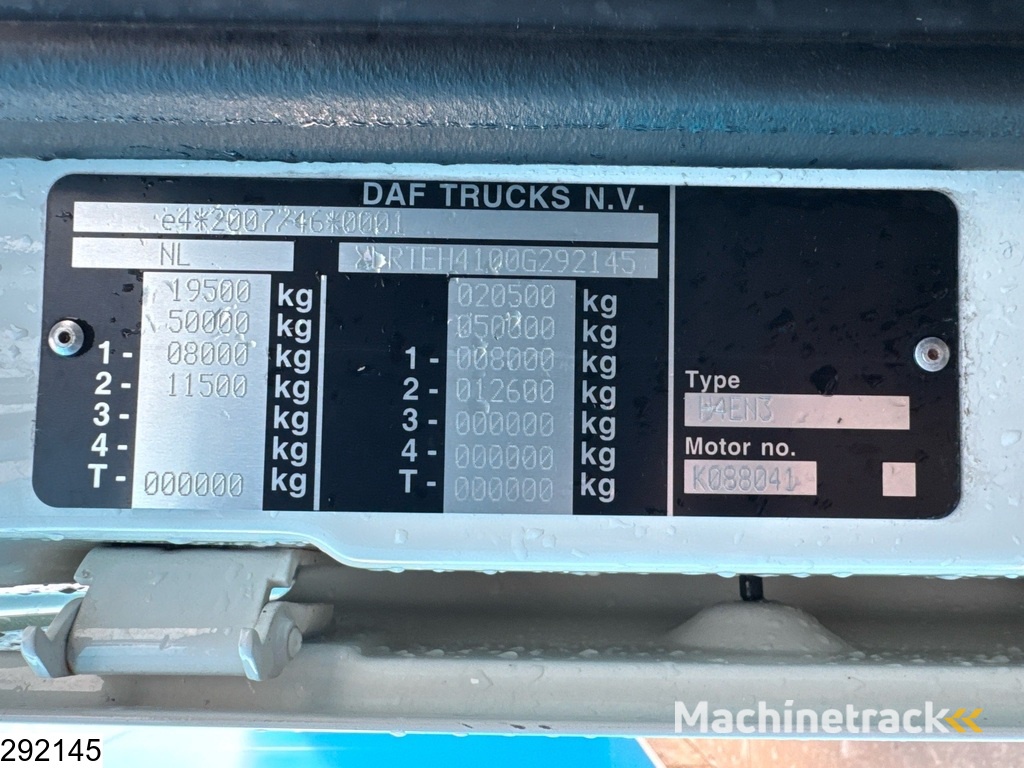 DAF TRUCKS N.V.
e4*2007/46*0001
NL XLRTEH4100G292145
19500 kg 020500 kg
50000 kg 050000 kg
1- 08000 kg 1- 008000 kg
2- 11500 kg 2- 012600 kg
3- kg 3- 000000 kg
4- kg 4- 000000 kg
T- 000000 kg T- 000000 kg
Type
H4EN3
Motor no.
K088041
Machinetrack
292145